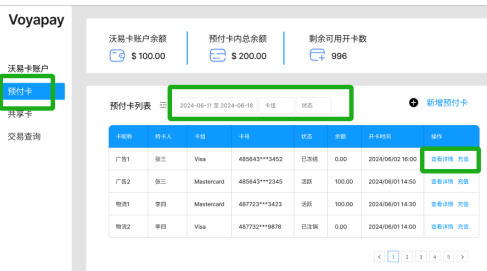 Voyapay
沃易卡账户
预付卡
共享卡
交易查询
沃易卡账户余额
$ 100.00
预付卡内总余额
$ 200.00
剩余可用开卡数
996
预付卡列表
2024-06-11 至 2024-06-18 卡组 状态
新增预付卡
卡昵称 持卡人 卡组 卡号 状态 余额 开卡时间 操作
广告1 张三 Visa 485643***3452 已冻结 0.00 2024/06/02 16:00 查看详情 充值
广告2 张三 Mastercard 485643***2345 活跃 100.00 2024/06/01 14:50 查看详情 充值
物流1 李四 Mastercard 487723***3423 活跃 100.00 2024/06/01 14:30 查看详情 充值
物流2 李四 Visa 487732***9878 已注销 0.00 2024/06/01 14:00 查看详情 充值
< 1 2 3 4 5 >